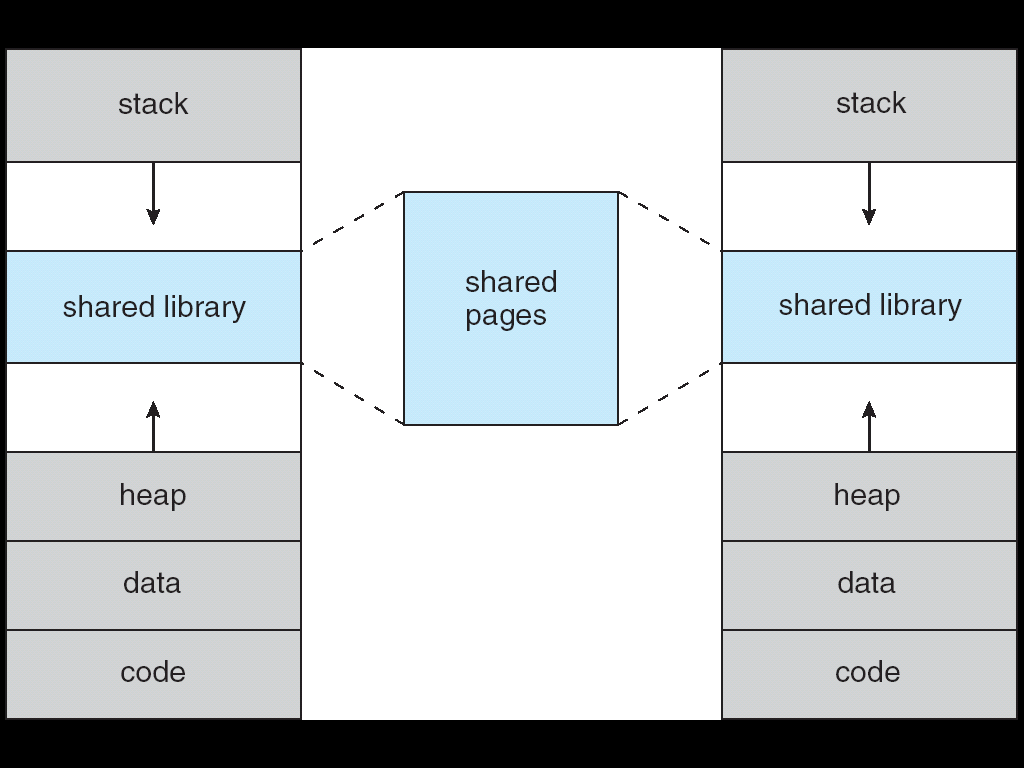 stack
shared library
heap
data
code
shared
pages
stack
shared library
heap
data
code